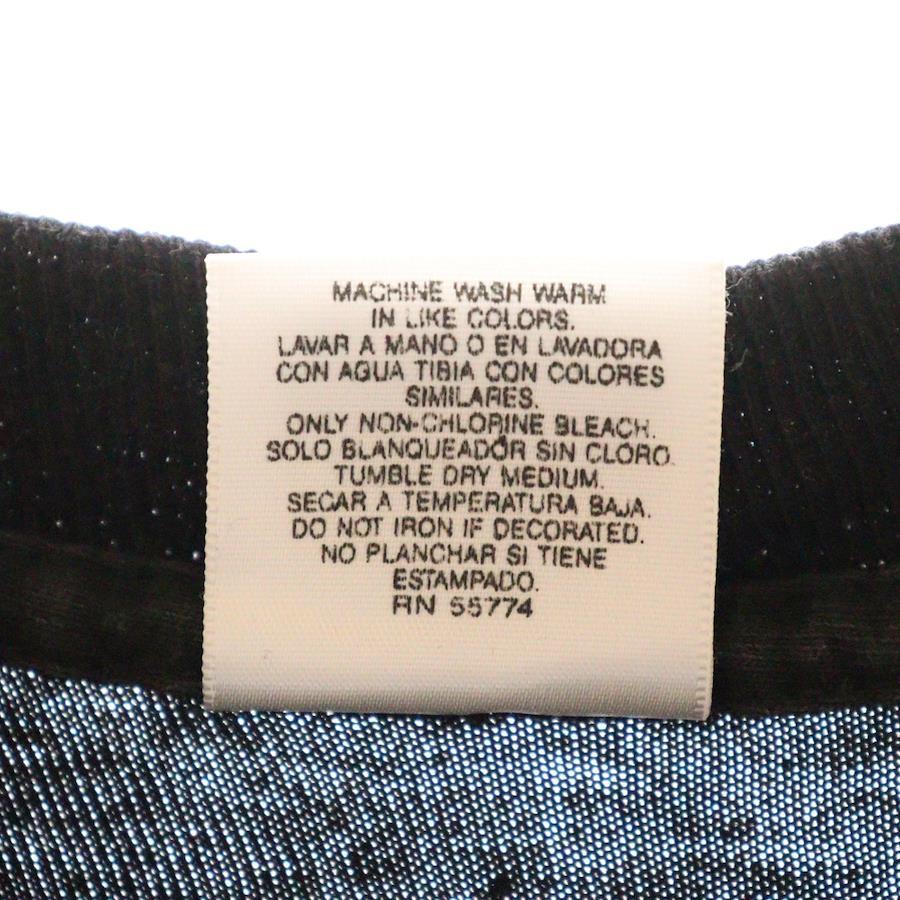 MACHINE WASH WARM
IN LIKE COLORS.
LAVAR A MANO O EN LAVADORA
CON AGUA TIBIA CON COLORES
SIMILARES.
ONLY NON-CHLORINE BLEACH.
SOLO BLANQUEADOR SIN CLORO.
TUMBLE DRY MEDIUM.
SECAR A TEMPERATURA BAJA.
DO NOT IRON IF DECORATED.
NO PLANCHAR SI TIENE
ESTAMPADO.
RN 55774